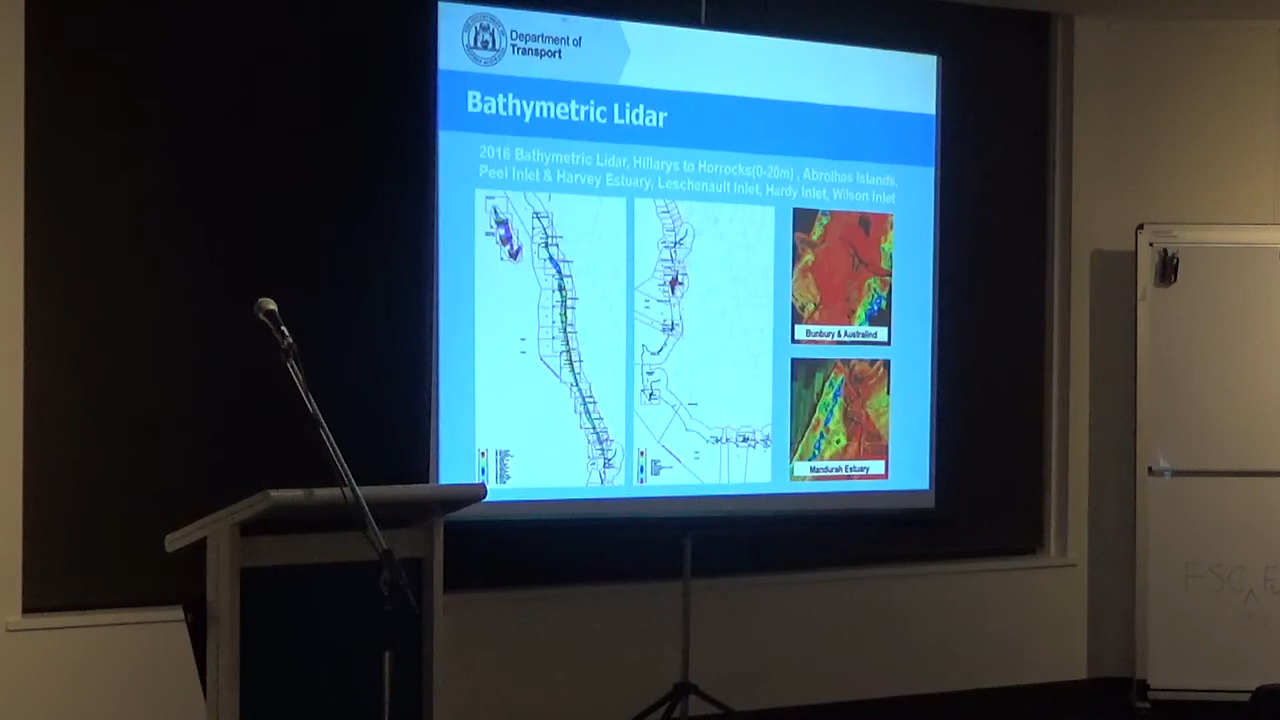 Department of
Transport
Bathymetric Lidar
2016 Bathymetric Lidar, Hillarys to Horrocks(0-20m) , Abrolhos Islands,
Peel Inlet & Harvey Estuary, Leschenault Inlet, Hardy Inlet, Wilson Inlet
Bunbury & Australind
Mandurah Estuary
FSC